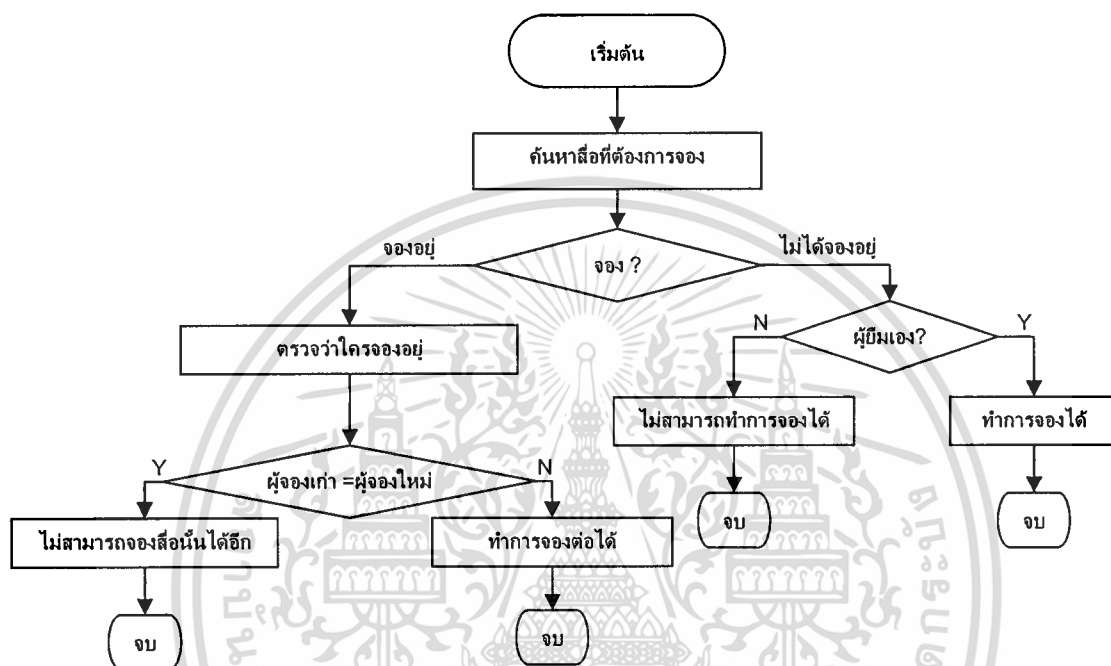 เริ่มต้น
ค้นหาสื่อที่ต้องการจอง
จองอยู่
จอง ?
ไม่ได้จองอยู่
ตรวจว่าใครจองอยู่
N
ผู้ยืมเอง?
Y
ไม่สามารถทำการจองได้
ทำการจองได้
Y
ผู้จองเก่า =ผู้จองใหม่
N
จบ
จบ
ไม่สามารถจองสื่อนั้นได้อีก
ทำการจองต่อได้
จบ
จบ